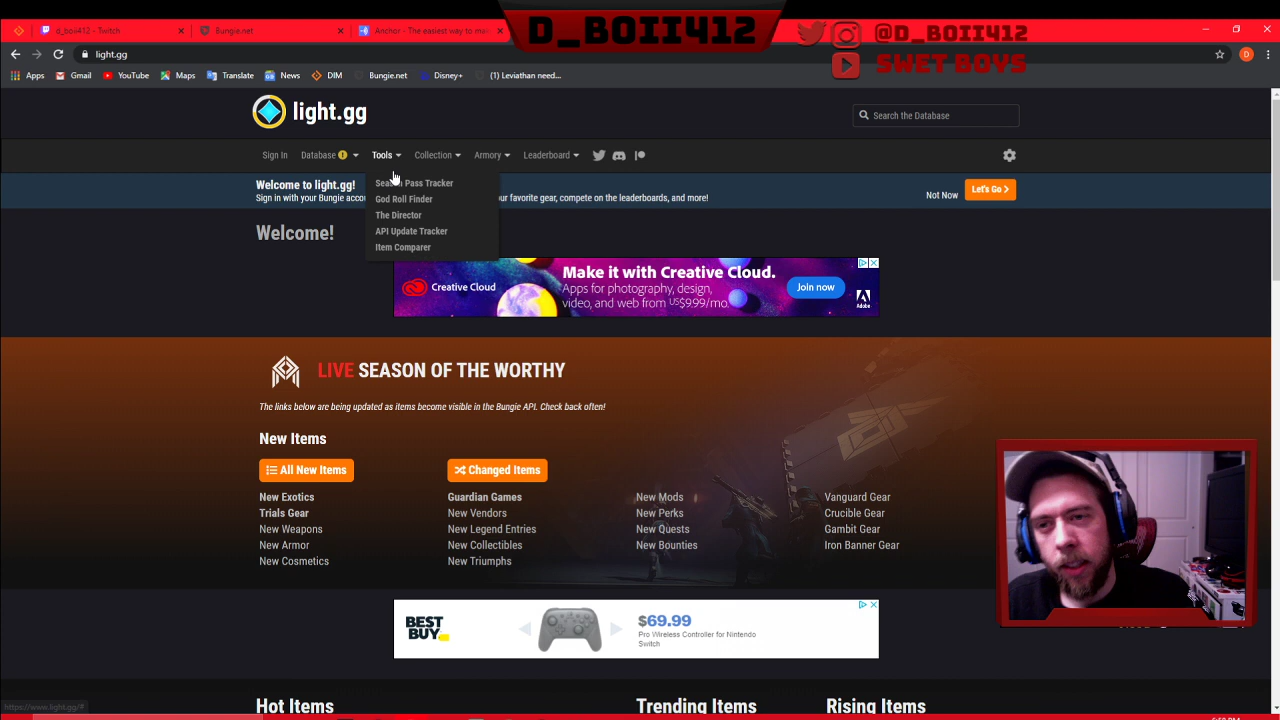 D_BOII412
@D_BOII412
SWET BOYS
d_boii412 - Twitch
Bungie.net
Anchor - The easiest way to ma
light.gg
D
Apps
Gmail
YouTube
Maps
Translate
News
DIM
Bungie.net
Disney+
(1) Leviathan need...
light.gg
Search the Database
Sign In
Database
Tools
Collection
Armory
Leaderboard
Season Pass Tracker
God Roll Finder
The Director
API Update Tracker
Item Comparer
Welcome to light.gg!
Sign in with your Bungie accou
ur favorite gear, compete on the leaderboards, and more!
Not Now
Let's Go
Welcome!
Creative Cloud
Make it with Creative Cloud.
Apps for photography, design,
video, and web from US$9.99/mo.
Join now
Adobe
LIVE SEASON OF THE WORTHY
The links below are being updated as items become visible in the Bungie API. Check back often!
New Items
All New Items
Changed Items
New Exotics
Trials Gear
New Weapons
New Armor
New Cosmetics
Guardian Games
New Vendors
New Legend Entries
New Collectibles
New Triumphs
New Mods
New Perks
New Quests
New Bounties
Vanguard Gear
Crucible Gear
Gambit Gear
Iron Banner Gear
BEST
BUY
$69.99
Pro Wireless Controller for Nintendo
Switch
Hot Items
Trending Items
Rising Items
https://www.light.gg/#